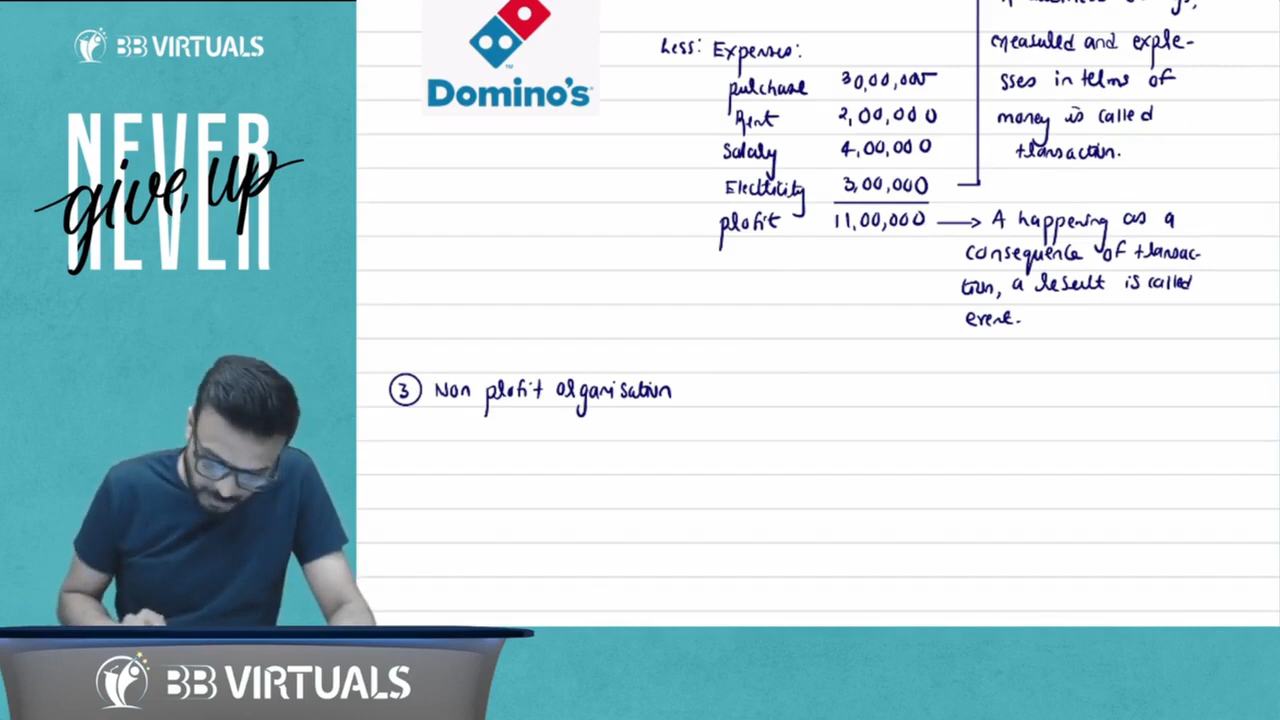 BB VIRTUALS
NEVER
give up
NEVER
Domino's
TM
Less: Expenses:
purchase 30,00,000
Rent 2,00,000
Salary 4,00,000
Electricity 3,00,000
profit 11,00,000
measured and expre-
sses in terms of
money is called
transaction.
A happening as a
consequence of transac-
tion, a result is called
event.
3 Non profit organisation
BB VIRTUALS